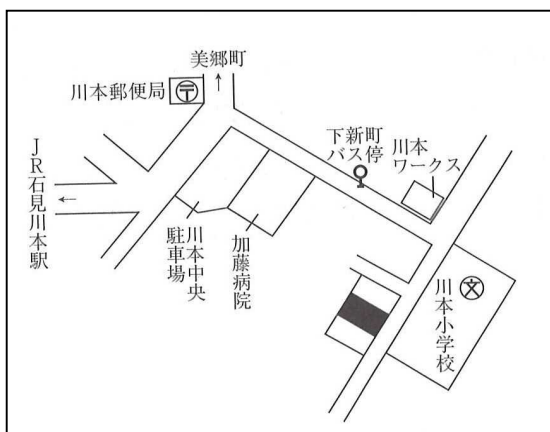 美郷町
↑
川本郵便局
〒
下新町
バス停
川本
ワークス
JR石見川本駅
←
川本中央
駐車場
加藤病院
文
川本小学校